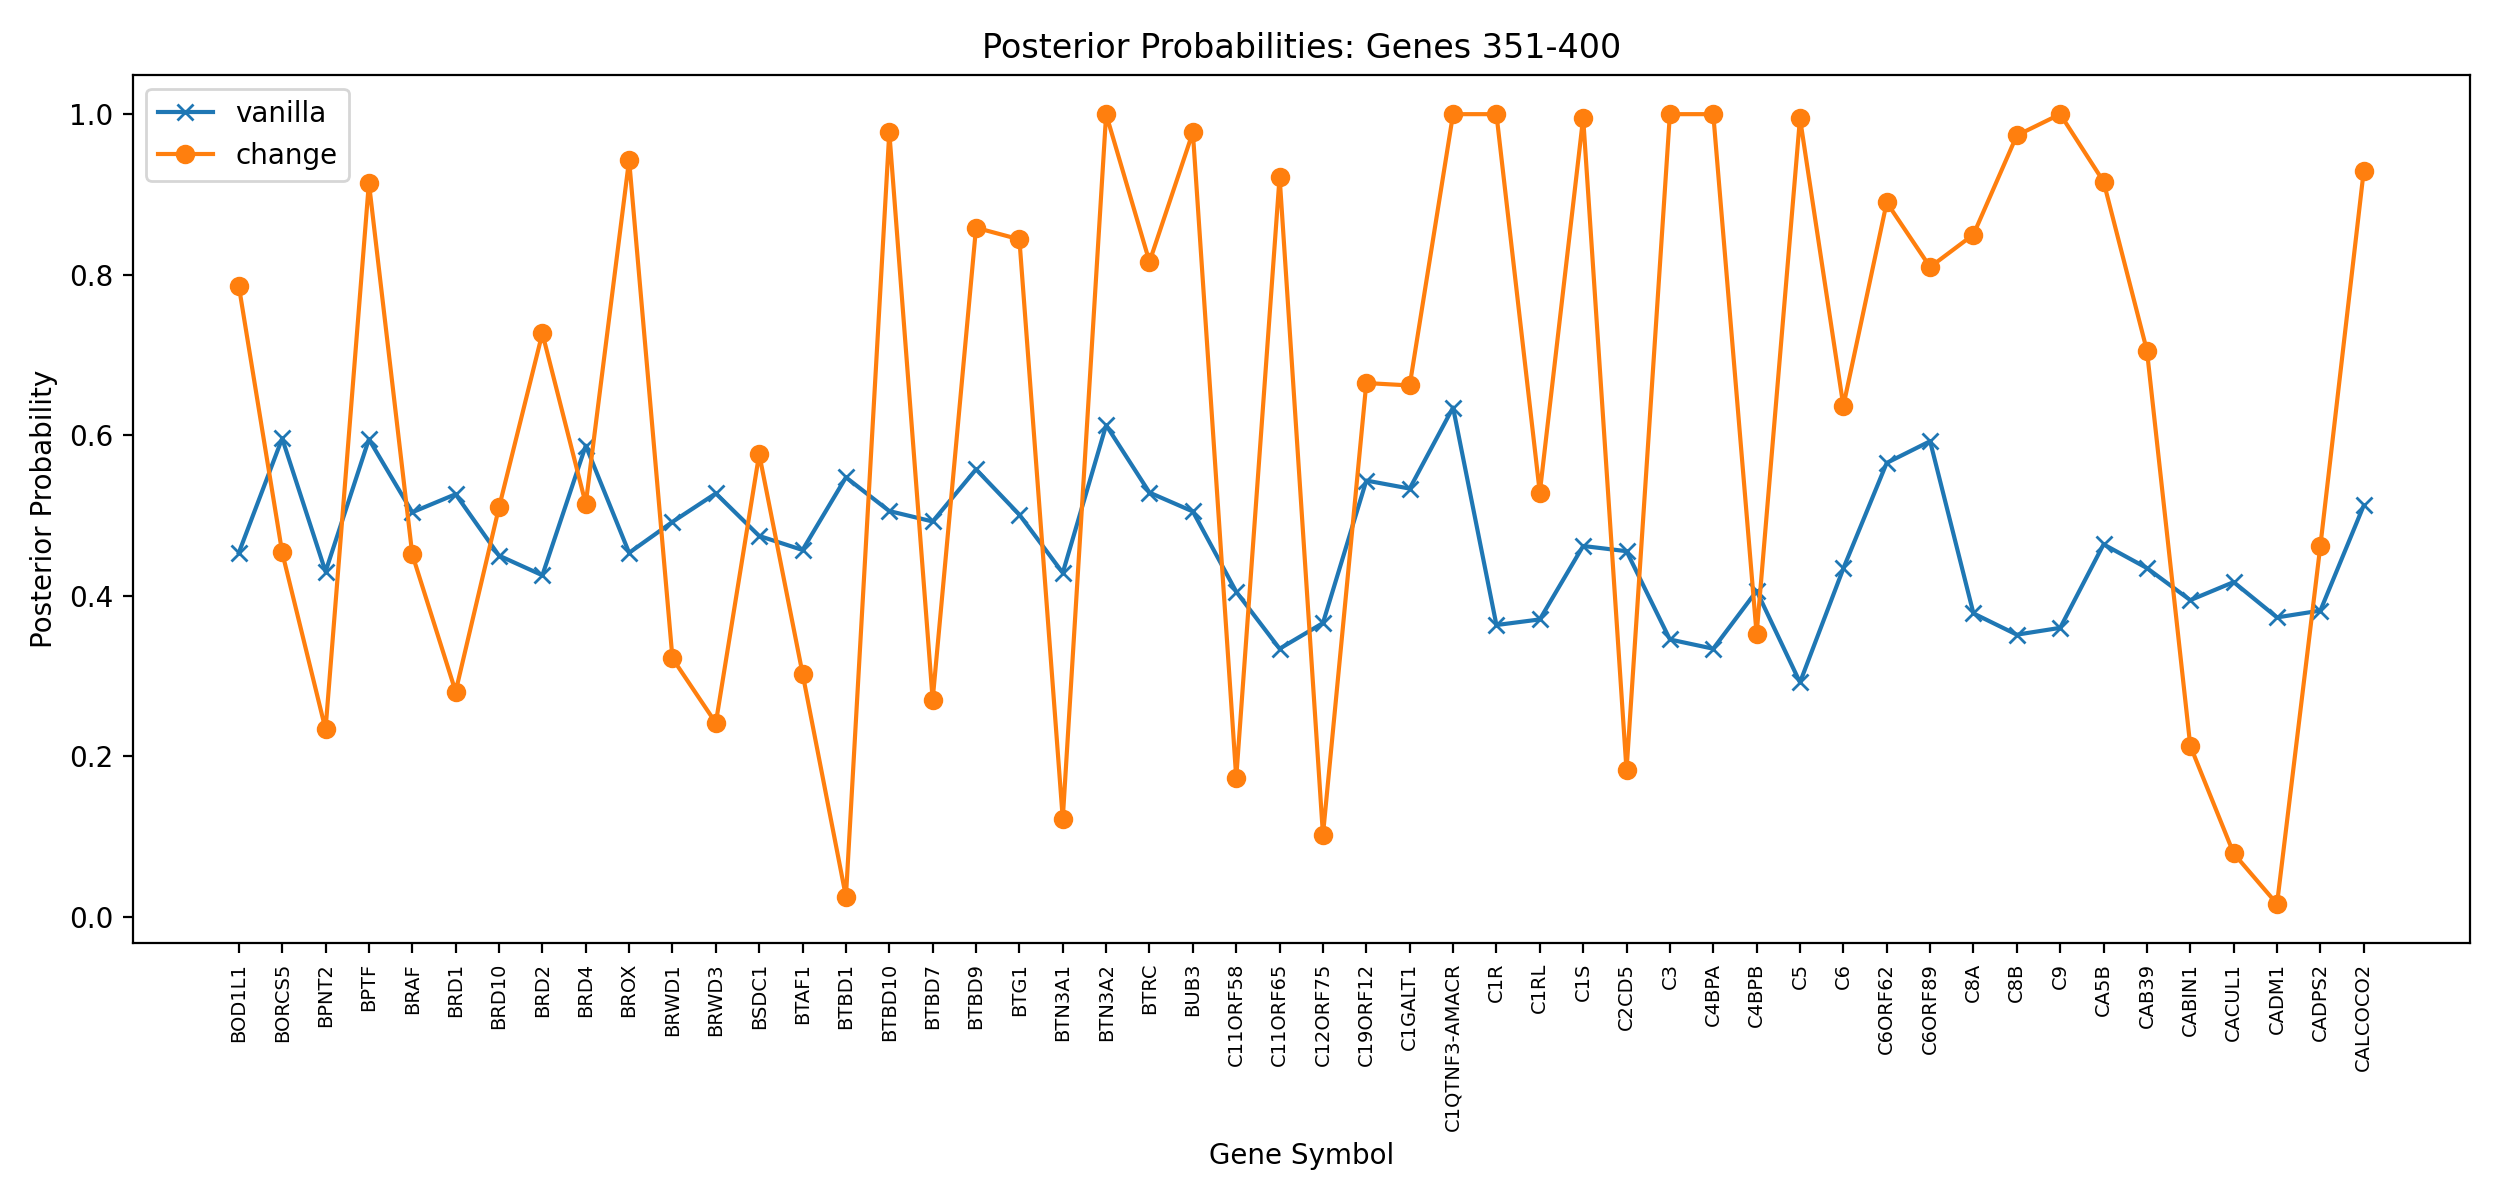 Posterior Probabilities: Genes 351-400
vanilla
change
Posterior Probability
1.0
0.8
0.6
0.4
0.2
0.0
BOD1L1
BORCS5
BPNT2
BPTF
BRAF
BRD1
BRD10
BRD2
BRD4
BROX
BRWD1
BRWD3
BSDC1
BTAF1
BTBD1
BTBD10
BTBD7
BTBD9
BTG1
BTN3A1
BTN3A2
BTRC
BUB3
C11ORF58
C11ORF65
C12ORF75
C19ORF12
C1GALT1
C1QTNF3-AMACR
C1R
C1RL
C1S
C2CD5
C3
C4BPA
C4BPB
C5
C6
C6ORF62
C6ORF89
C8A
C8B
C9
CA5B
CAB39
CABIN1
CACUL1
CADM1
CADPS2
CALCOCO2
Gene Symbol